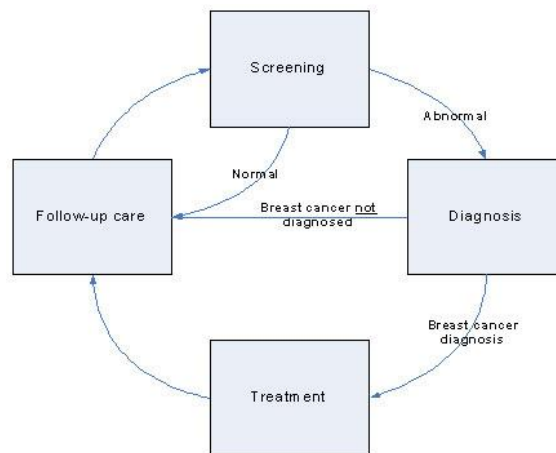 Screening
Abnormal
Normal
Follow-up care
Breast cancer not
diagnosed
Diagnosis
Breast cancer
diagnosis
Treatment